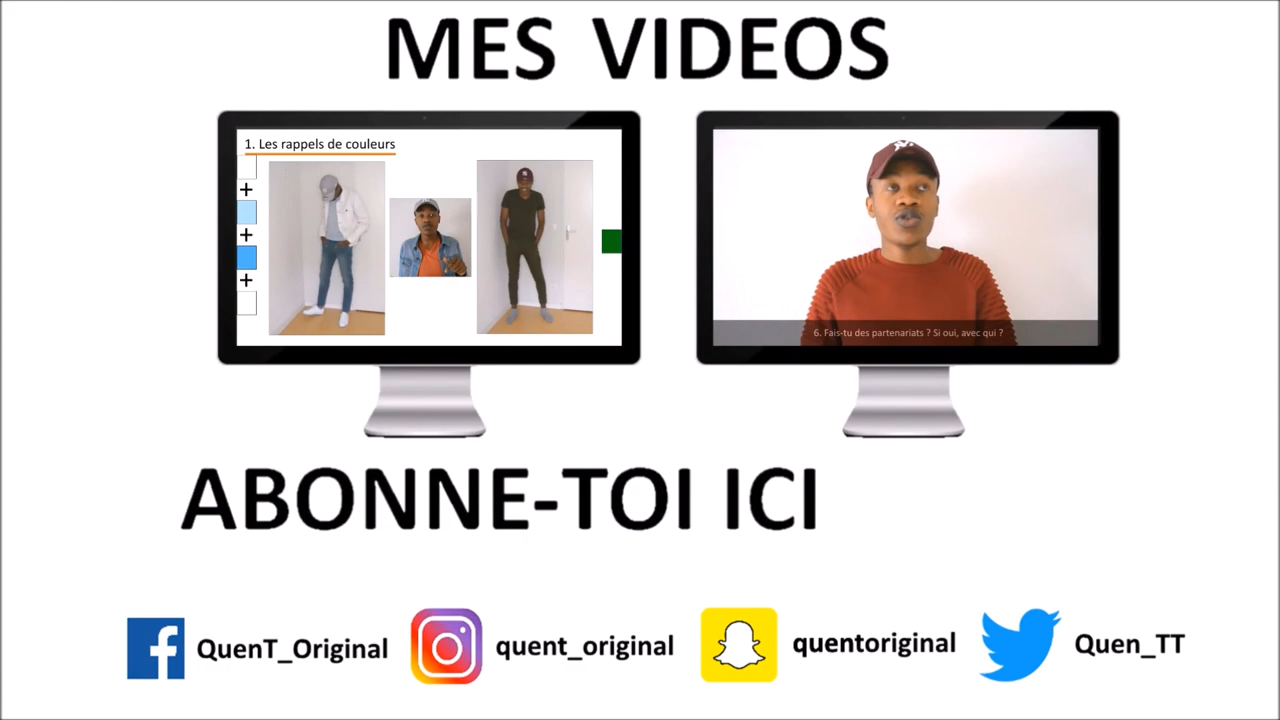 MES VIDEOS
1. Les rappels de couleurs
+
+
+
6. Fais-tu des partenariats ? Si oui, avec qui ?
ABONNE-TOI ICI
QuenT_Original
quent_original
quentoriginal
Quen_TT